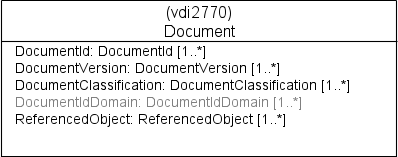 (vdi2770)
Document
DocumentId: DocumentId [1..*]
DocumentVersion: DocumentVersion [1..*]
DocumentClassification: DocumentClassification [1..*]
DocumentIdDomain: DocumentIdDomain [1..*]
ReferencedObject: ReferencedObject [1..*]